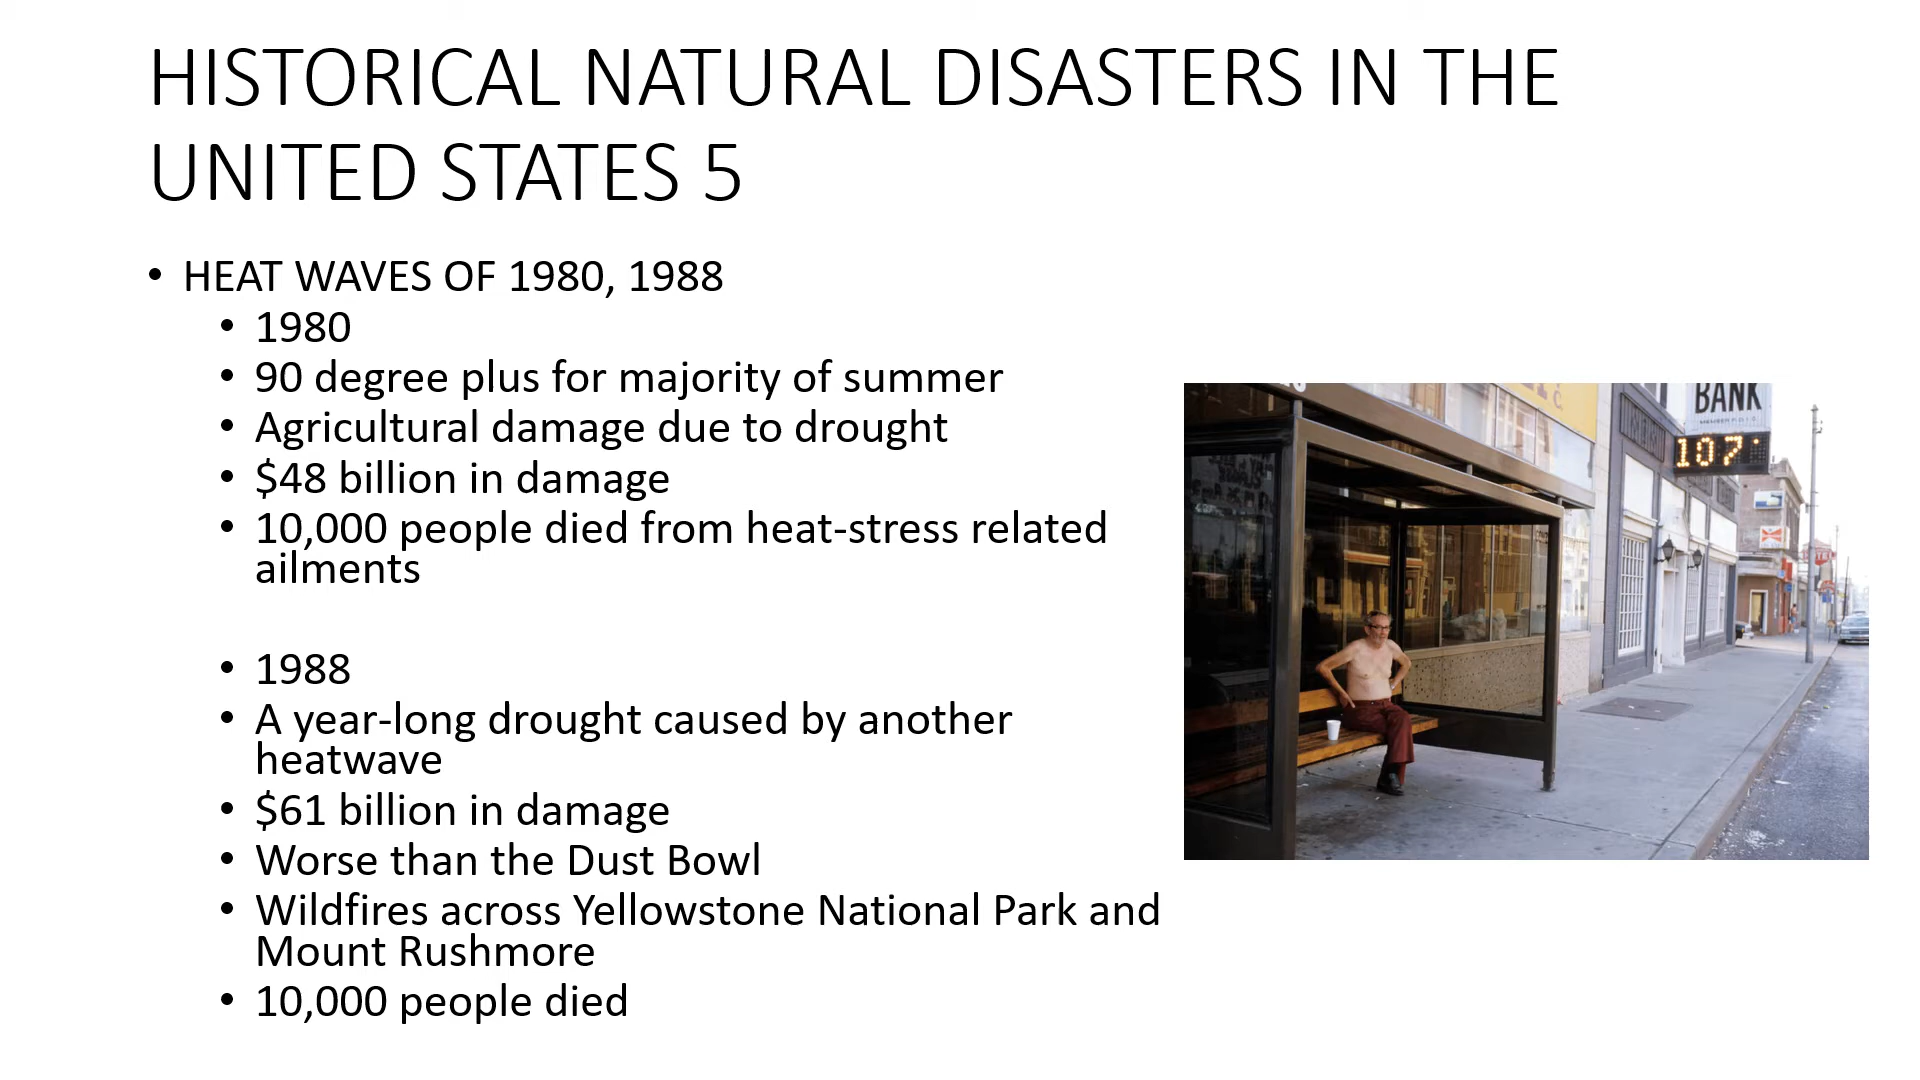 HISTORICAL NATURAL DISASTERS IN THE
UNITED STATES 5
• HEAT WAVES OF 1980, 1988
• 1980
• 90 degree plus for majority of summer
• Agricultural damage due to drought
• $48 billion in damage
• 10,000 people died from heat-stress related
ailments
• 1988
• A year-long drought caused by another
heatwave
• $61 billion in damage
• Worse than the Dust Bowl
• Wildfires across Yellowstone National Park and
Mount Rushmore
• 10,000 people died
BANK
107°